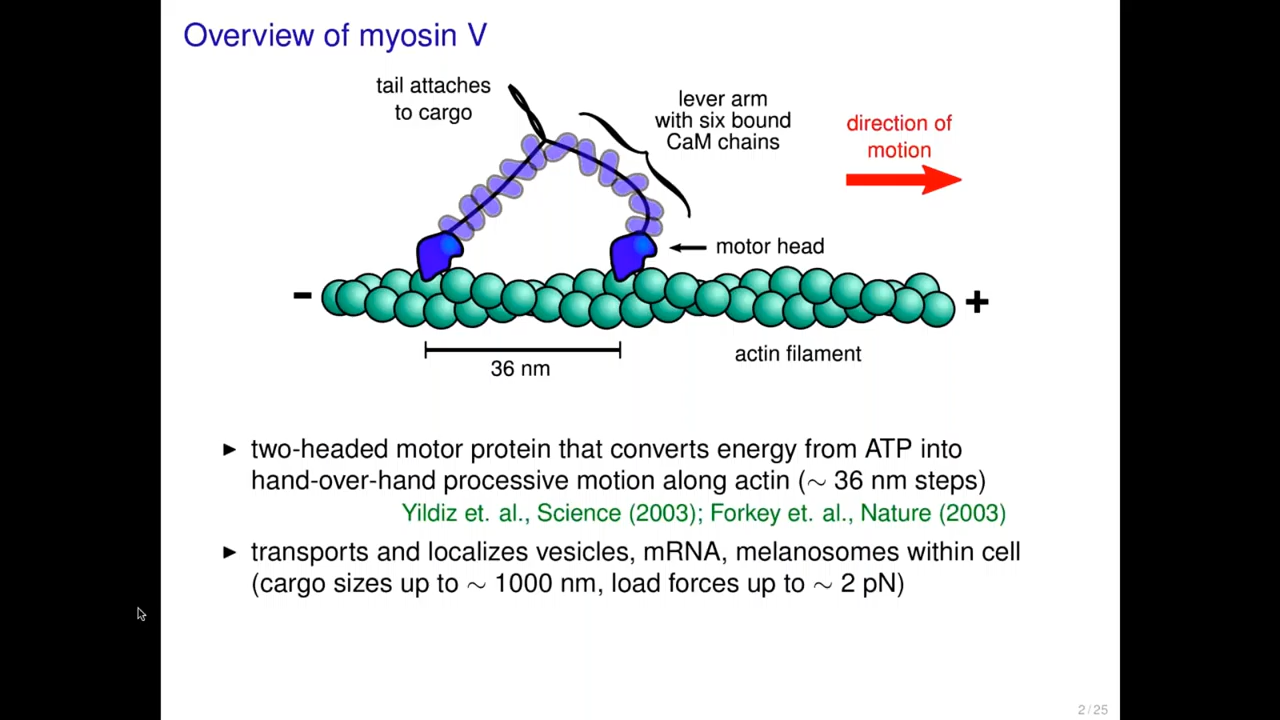 Overview of myosin V
tail attaches
to cargo
lever arm
with six bound
CaM chains
direction of
motion
motor head
-
+
36 nm
actin filament
► two-headed motor protein that converts energy from ATP into
hand-over-hand processive motion along actin (∼ 36 nm steps)
Yildiz et. al., Science (2003); Forkey et. al., Nature (2003)
► transports and localizes vesicles, mRNA, melanosomes within cell
(cargo sizes up to ∼ 1000 nm, load forces up to ∼ 2 pN)
2 / 25